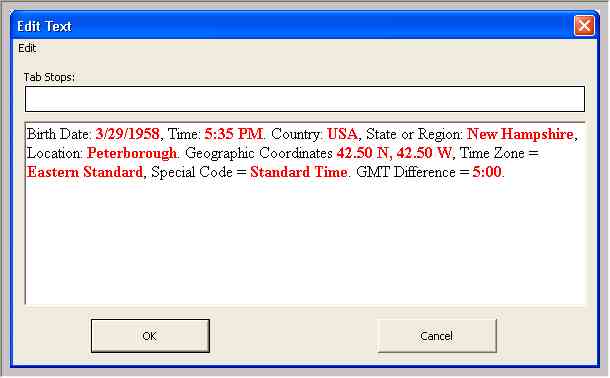 Edit Text
Edit
Tab Stops:
Birth Date: 3/29/1958, Time: 5:35 PM. Country: USA, State or Region: New Hampshire,
Location: Peterborough. Geographic Coordinates 42.50 N, 42.50 W, Time Zone =
Eastern Standard, Special Code = Standard Time. GMT Difference = 5:00.
OK
Cancel